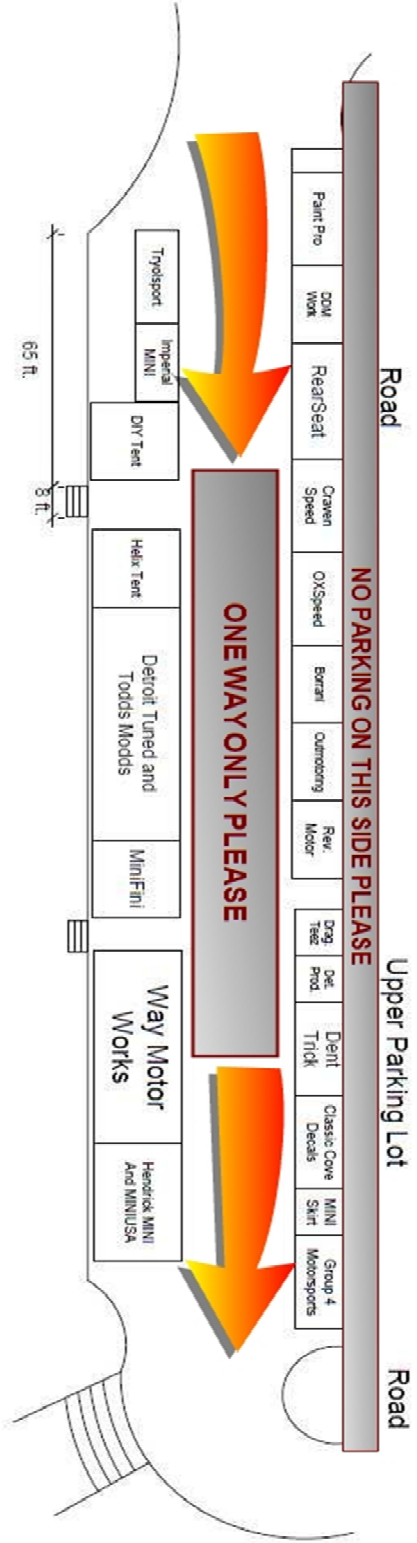 Road
Upper Parking Lot
Road
NO PARKING ON THIS SIDE PLEASE
Paint Pro
DDM
Work
RearSeat
Craven
Speed
OXSpeed
Borrani
Outmotoring
Rev.
Motor
Drag.
Teez
Det.
Prod.
Dent
Trick
Classic Cove
Decals
MINI
Skirt
Group 4
Motorsports
ONE WAY ONLY PLEASE
Tryolsport
Imperial
MINI
DIY Tent
Helix Tent
Detroit Tuned and
Todds Modds
MiniFini
Way Motor
Works
Hendrick MINI
And MINIUSA
65 ft.
8 ft.